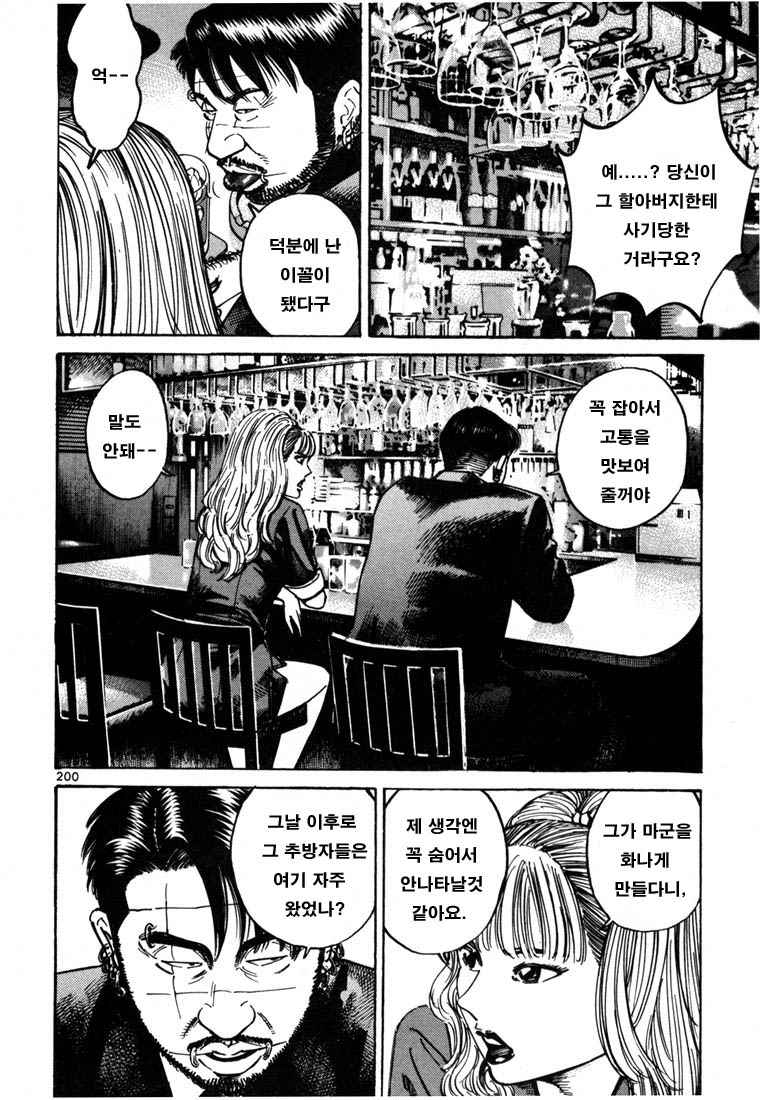 예.....? 당신이
그 할아버지한테
사기당한
거라구요?
덕분에 난
이꼴이
됐다구
억--
꼭 잡아서
고통을
맛보여
줄꺼야
말도
안돼--
200
그가 마군을
화나게
만들다니,
제 생각엔
꼭 숨어서
안나타날것
같아요.
그날 이후로
그 추방자들은
여기 자주
왔었나?